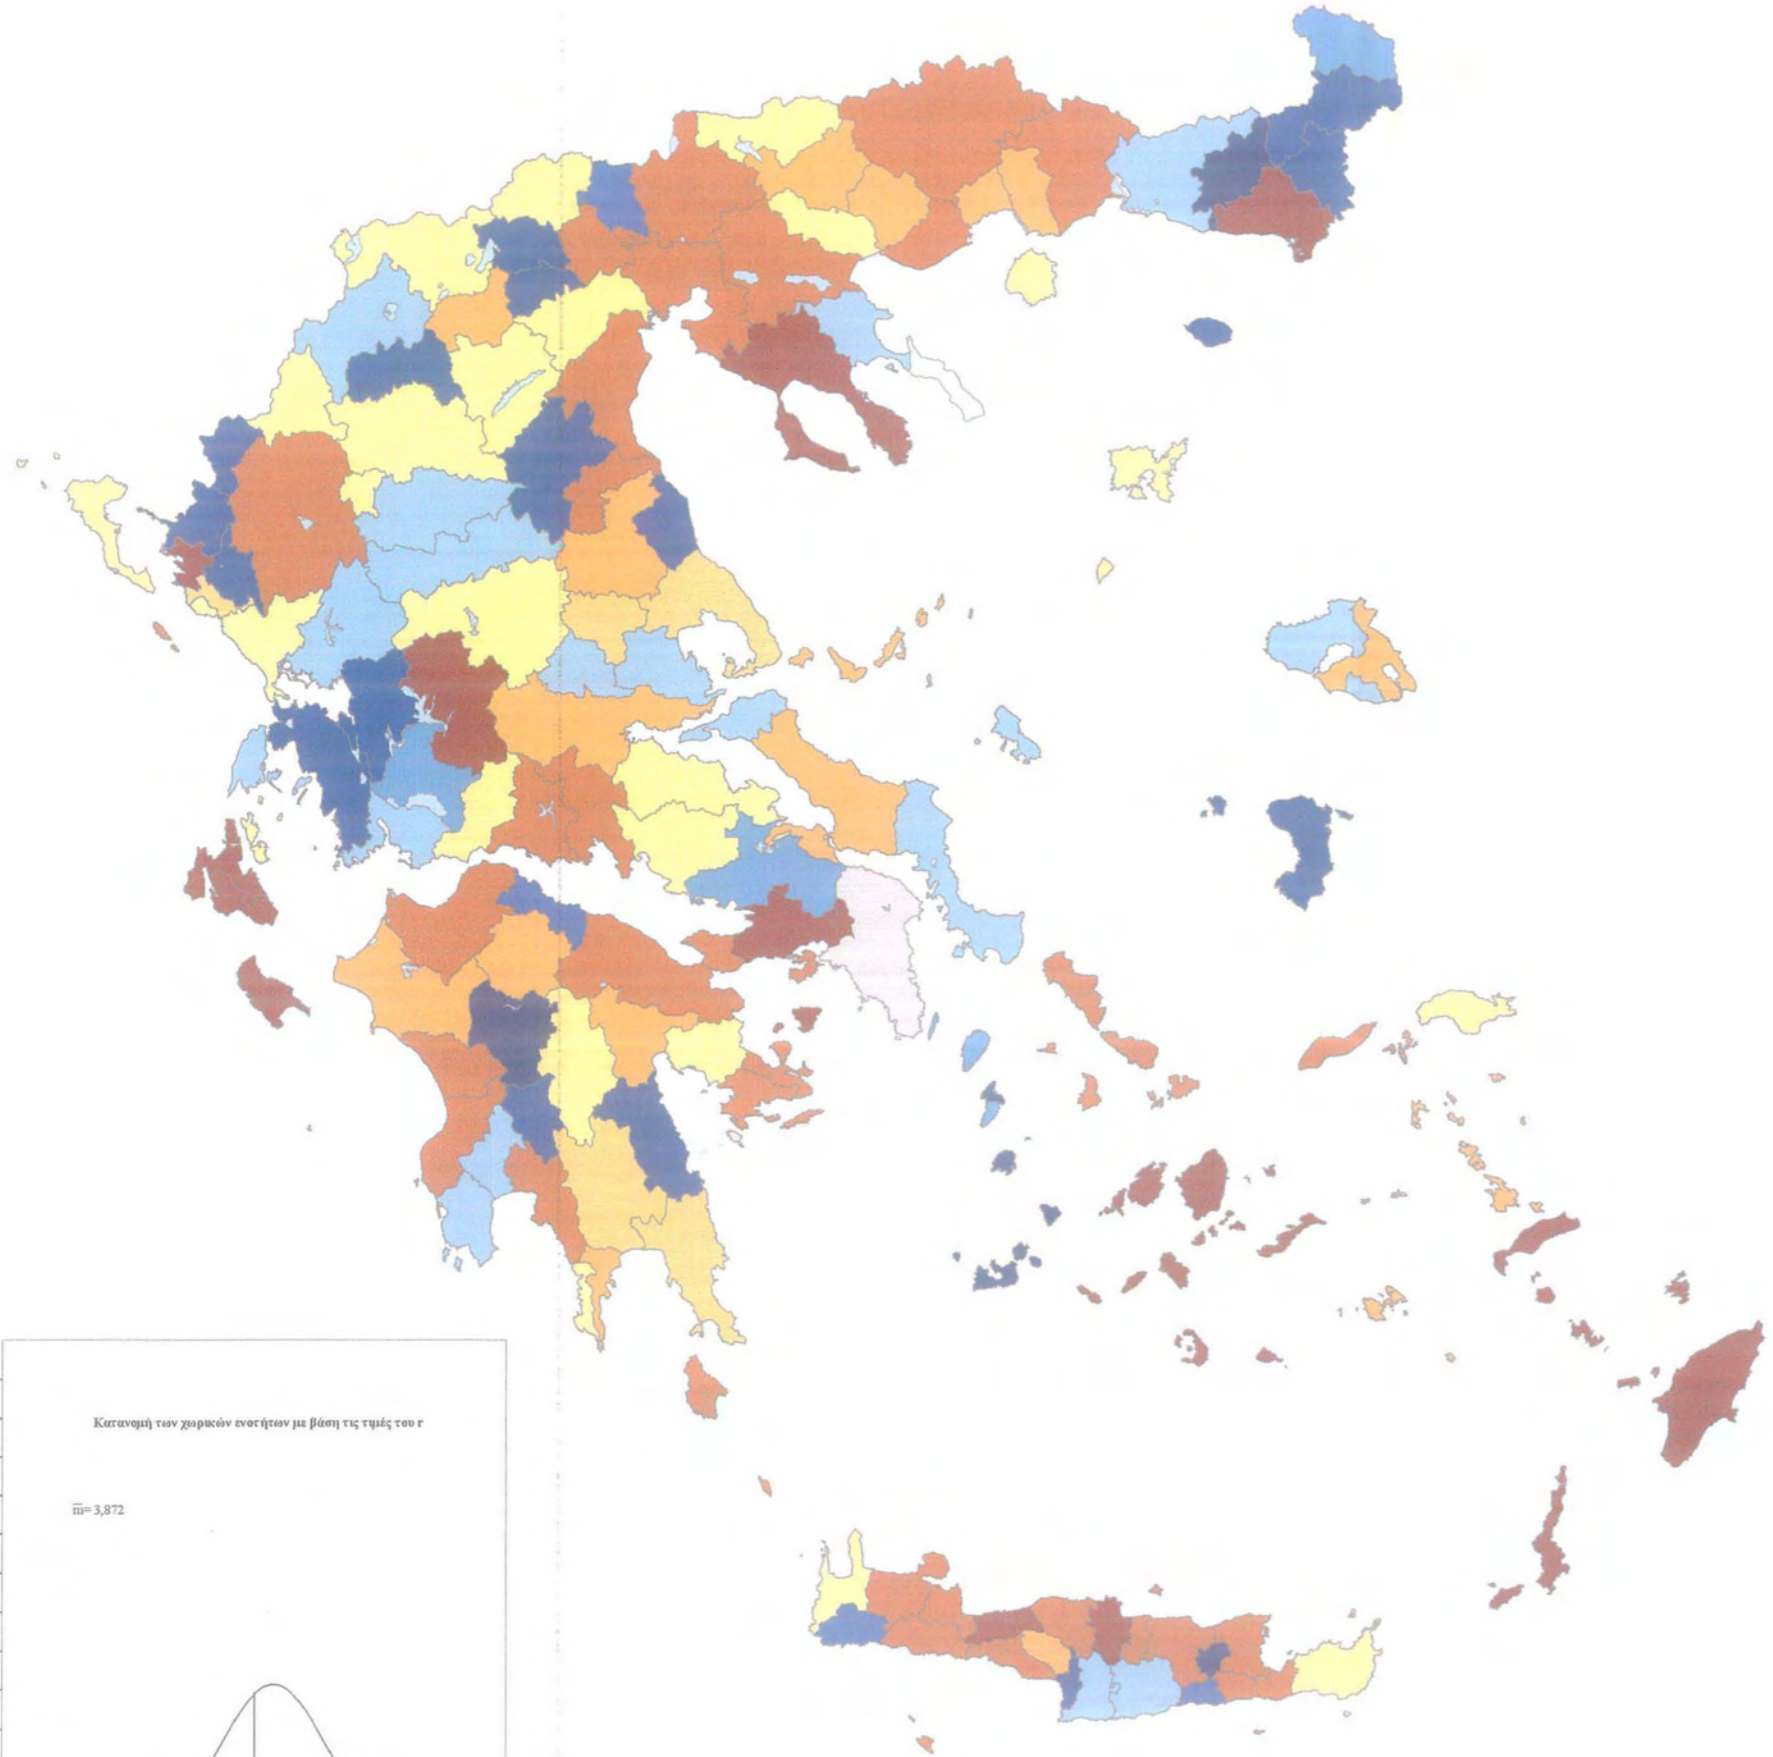 Κατανομή των χωρικών ενοτήτων με βάση τις τιμές του r
m̅= 3,872